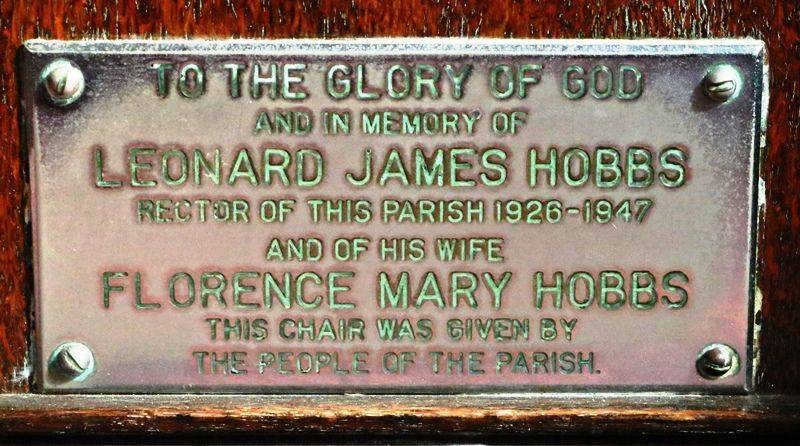 TO THE GLORY OF GOD
AND IN MEMORY OF
LEONARD JAMES HOBBS
RECTOR OF THIS PARISH 1926-1947
AND OF HIS WIFE
FLORENCE MARY HOBBS
THIS CHAIR WAS GIVEN BY
THE PEOPLE OF THE PARISH.